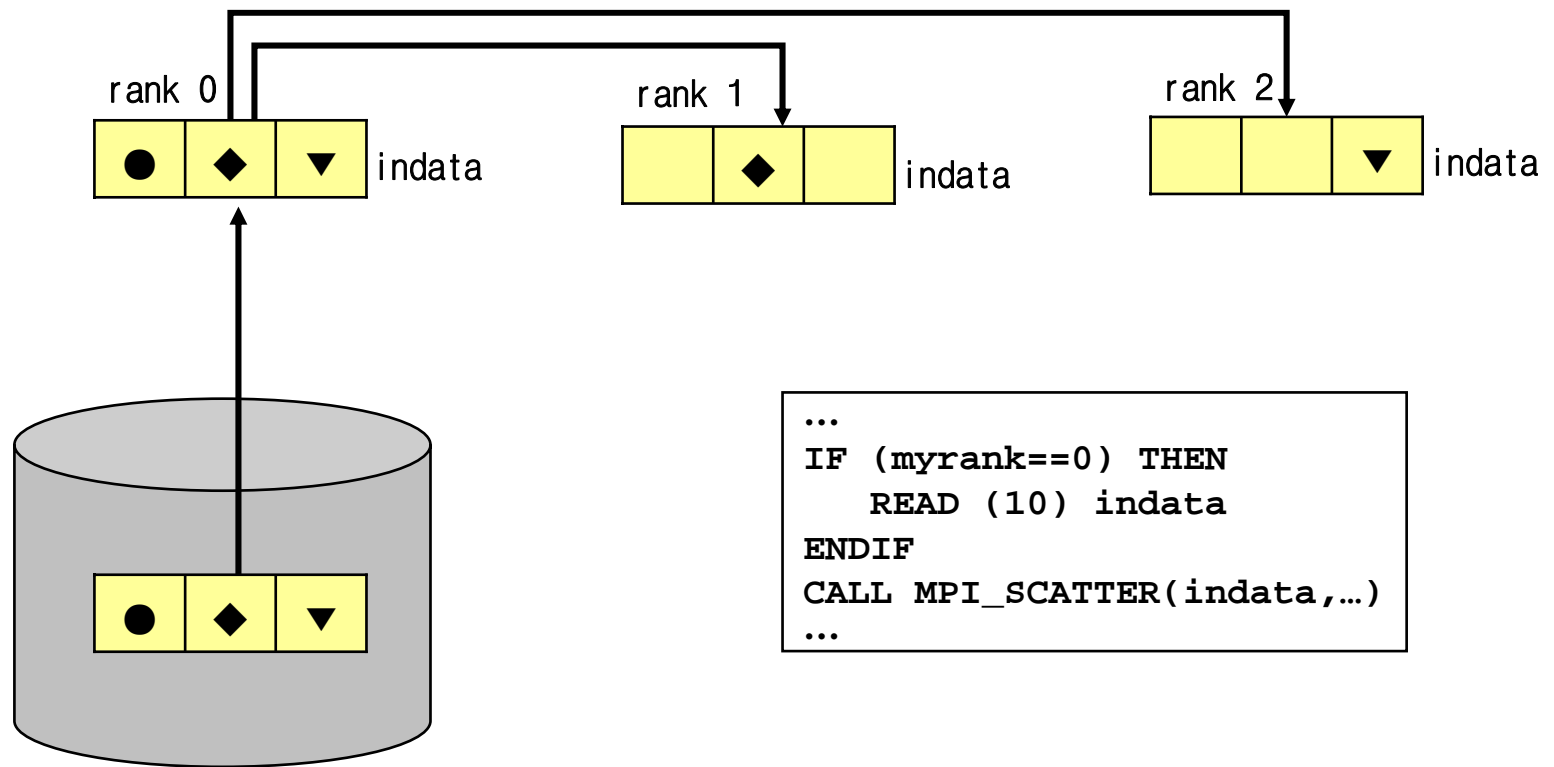 rank 0
rank 1
rank 2
indata
indata
indata
…
IF (myrank==0) THEN
READ (10) indata
ENDIF
CALL MPI_SCATTER(indata,…)
…